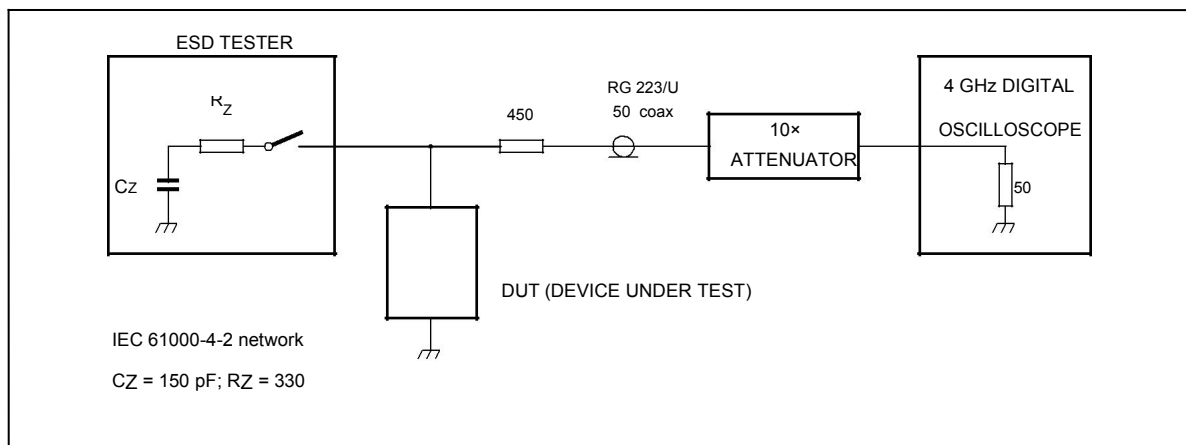 ESD TESTER
RZ
CZ
450
RG 223/U
50 coax
10×
ATTENUATOR
4 GHz DIGITAL
OSCILLOSCOPE
50
DUT (DEVICE UNDER TEST)
IEC 61000-4-2 network
CZ = 150 pF; RZ = 330